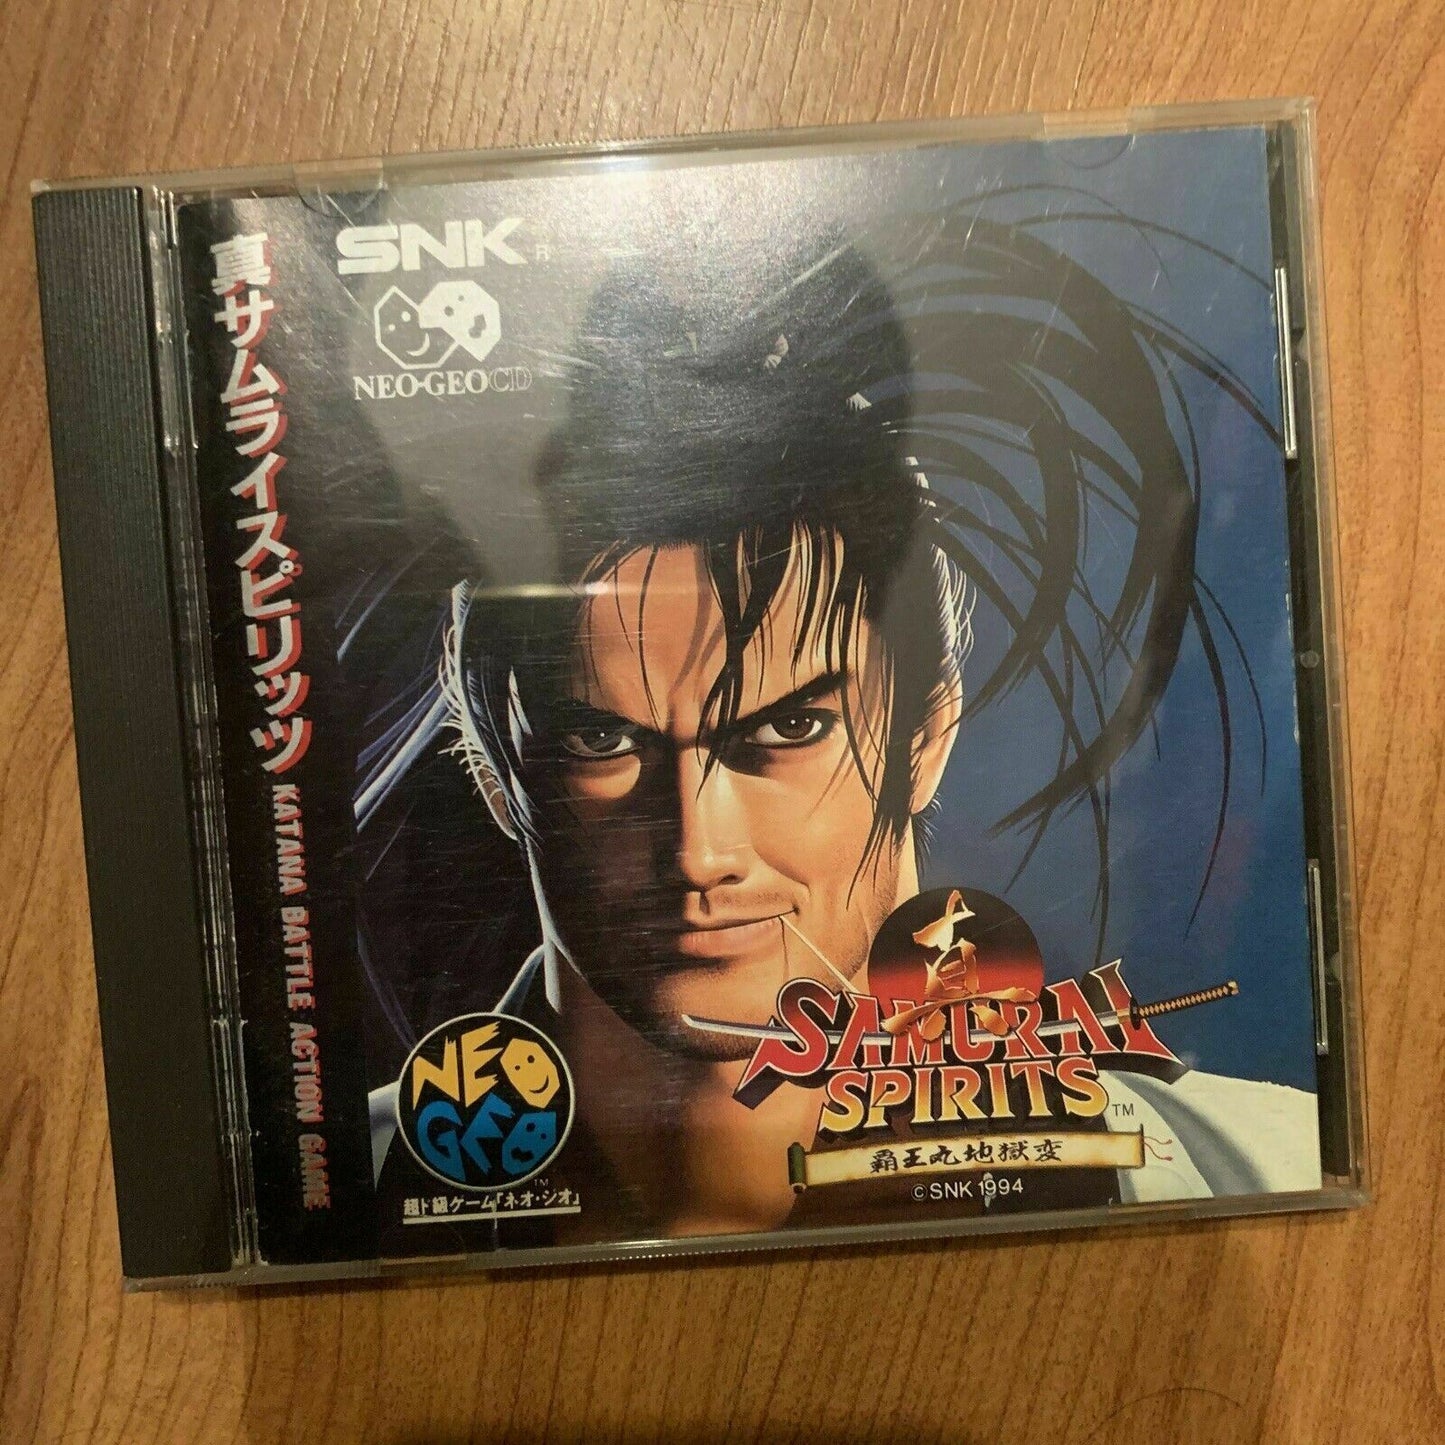 真サムライスピリッツ
KATANA BATTLE ACTION GAME
SNK
NEO·GEO CD
真
SAMURAI
SPIRITS™
覇王丸地獄変
©SNK 1994
NEO
GEO™
超ド級ゲーム「ネオ・ジオ」